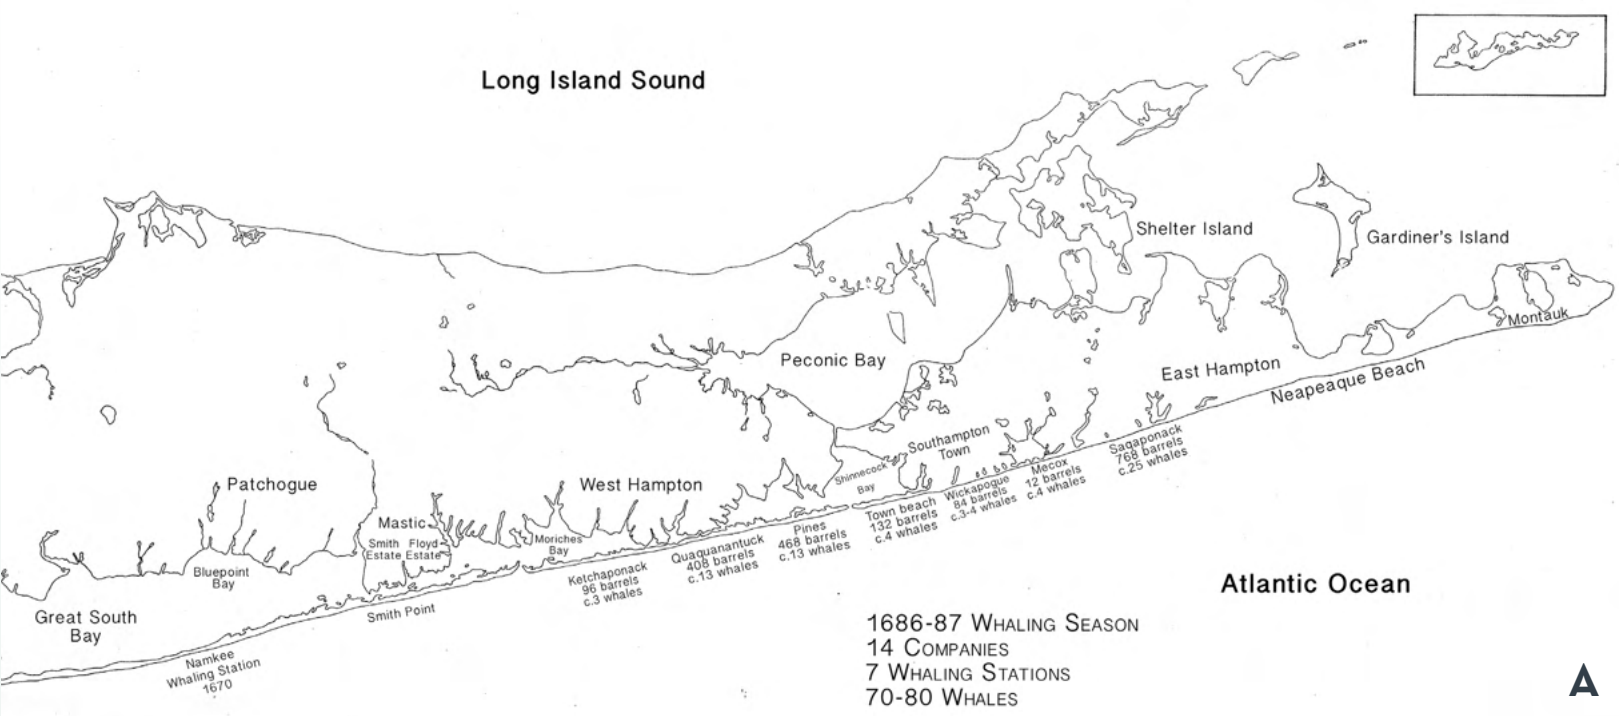 Long Island Sound
Shelter Island
Gardiner's Island
Montauk
Peconic Bay
East Hampton
Neapeaque Beach
Southampton
Town
Shinnecock
Bay
Patchogue
West Hampton
Mastic
Smith
Estate
Floyd
Estate
Moriches
Bay
Bluepoint
Bay
Great South
Bay
Smith Point
Namkee
Whaling Station
1670
Ketchaponack
96 barrels
c.3 whales
Quaquanantuck
408 barrels
c.13 whales
Pines
468 barrels
c.13 whales
Town beach
132 barrels
c.4 whales
Wickapogue
84 barrels
c.3-4 whales
Mecox
12 barrels
c.4 whales
Sagaponack
768 barrels
c.25 whales
Atlantic Ocean
1686-87 Whaling Season
14 Companies
7 Whaling Stations
70-80 Whales
A